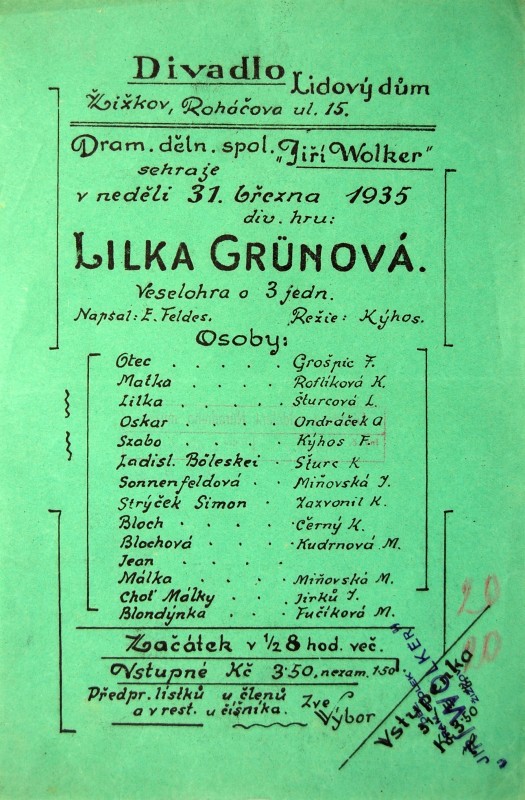 Divadlo Lidový dům
Žižkov, Roháčova ul. 15.
Dram. děln. spol. „Jiří Wolker"
sehraje
v neděli 31. března 1935
div. hru:
LILKA GRÜNOVÁ.
Veselohra o 3 jedn.
Napsal: E. Feldes. Režie: Kýhos.
Osoby:
Otec . . . . . Grošpic F.
Matka . . . . . Roflíková K.
Lilka . . . . . Šturcová L.
Oskar . . . . . Ondráček A
Szabo . . . . . Kýhos F.
Ladisl. Böleskei . Šturc K
Sonnenfeldová . . Miňovská J.
Strýček Simon . Zazvonil K.
Bloch . . . . Černý K.
Blochová . . . . Kudrnová M.
Jean . . . .
Málka . . . . Miňovská M.
Choť Málky . . . Jirků J.
Blondýnka . . Fučíková M.
Začátek v ½ 8 hod. več.
Vstupné Kč 3·50, nezam. 1·50.
Předpr. lístků u členů
a v rest. u číšníka. Zve Výbor
Vstupenka
Kč
20
20